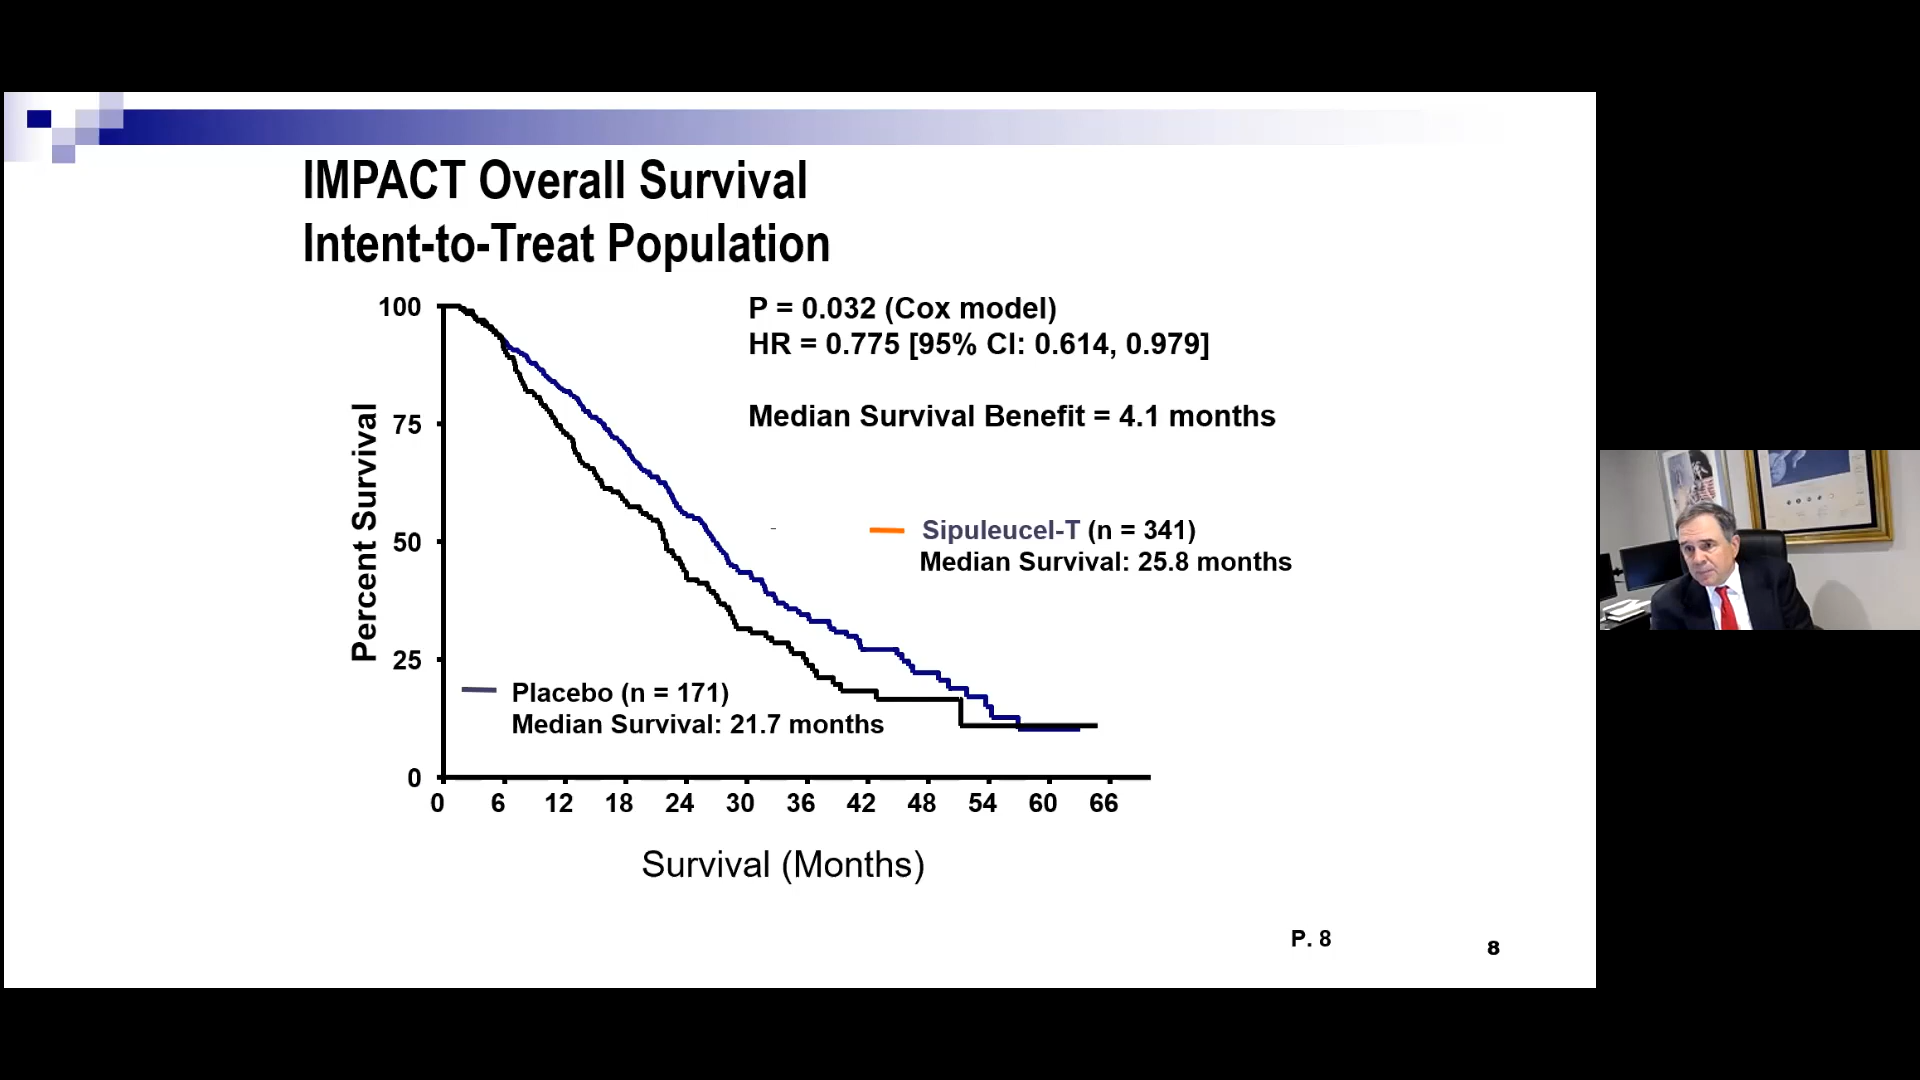 IMPACT Overall Survival
Intent-to-Treat Population
P = 0.032 (Cox model)
HR = 0.775 [95% CI: 0.614, 0.979]
Median Survival Benefit = 4.1 months
Percent Survival
100
75
50
25
0
Sipuleucel-T (n = 341)
Median Survival: 25.8 months
Placebo (n = 171)
Median Survival: 21.7 months
0 6 12 18 24 30 36 42 48 54 60 66
Survival (Months)
P. 8
8